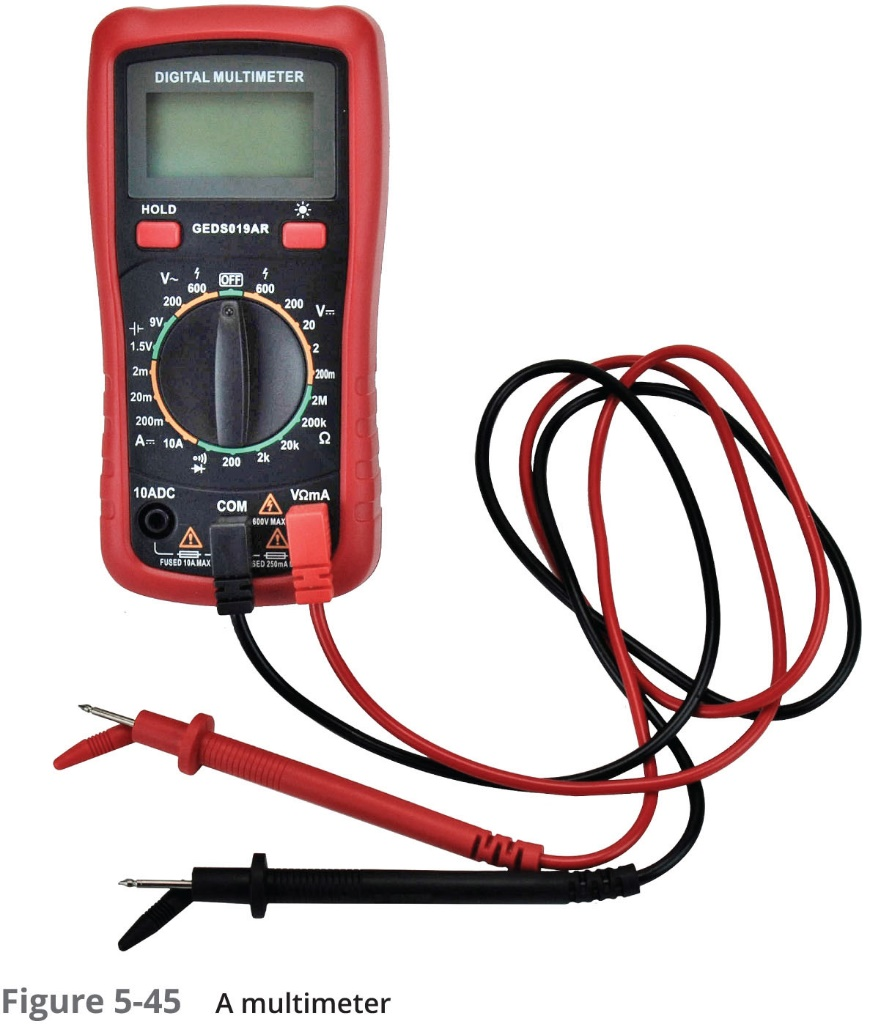 DIGITAL MULTIMETER
HOLD
GEDS019AR
V~ 600 OFF 600
200 200 V⎓
9V 20
1.5V 2
2m 200m
20m 2M
200m 200k
A⎓ 10A Ω
200 2k 20k
10ADC COM VΩmA
600V MAX
FUSED 10A MAX SED 250mA
Figure 5-45 A multimeter